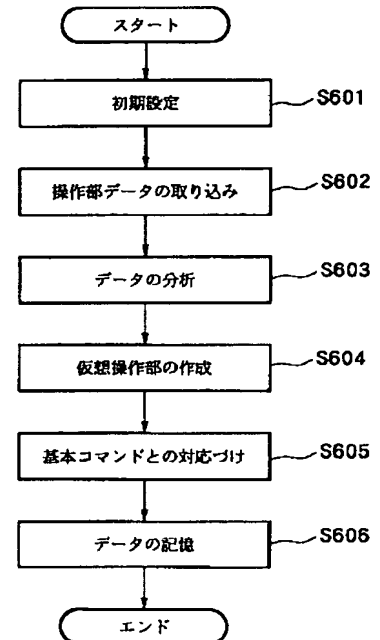 スタート
初期設定
S601
操作部データの取り込み
S602
データの分析
S603
仮想操作部の作成
S604
基本コマンドとの対応づけ
S605
データの記憶
S606
エンド